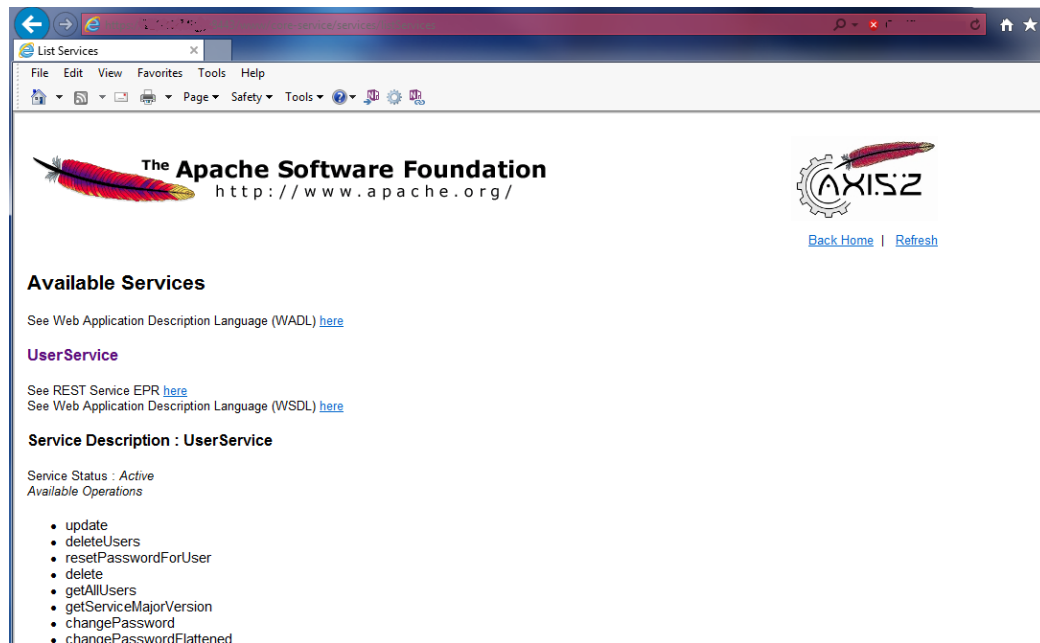 List Services
File Edit View Favorites Tools Help
Page Safety Tools
The Apache Software Foundation
http://www.apache.org/
AXIS2
Back Home | Refresh
Available Services
See Web Application Description Language (WADL) here
UserService
See REST Service EPR here
See Web Application Description Language (WSDL) here
Service Description : UserService
Service Status : Active
Available Operations
• update
• deleteUsers
• resetPasswordForUser
• delete
• getAllUsers
• getServiceMajorVersion
• changePassword
• changePasswordFlattened